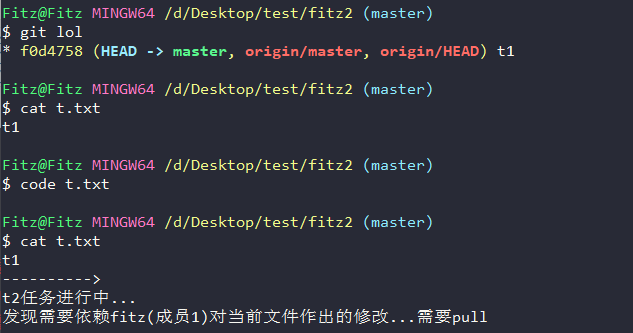 Fitz@Fitz MINGW64 /d/Desktop/test/fitz2 (master)
$ git lol
* f0d4758 (HEAD -> master, origin/master, origin/HEAD) t1
Fitz@Fitz MINGW64 /d/Desktop/test/fitz2 (master)
$ cat t.txt
t1
Fitz@Fitz MINGW64 /d/Desktop/test/fitz2 (master)
$ code t.txt
Fitz@Fitz MINGW64 /d/Desktop/test/fitz2 (master)
$ cat t.txt
t1
---------->
t2任务进行中...
发现需要依赖fitz(成员1)对当前文件作出的修改...需要pull